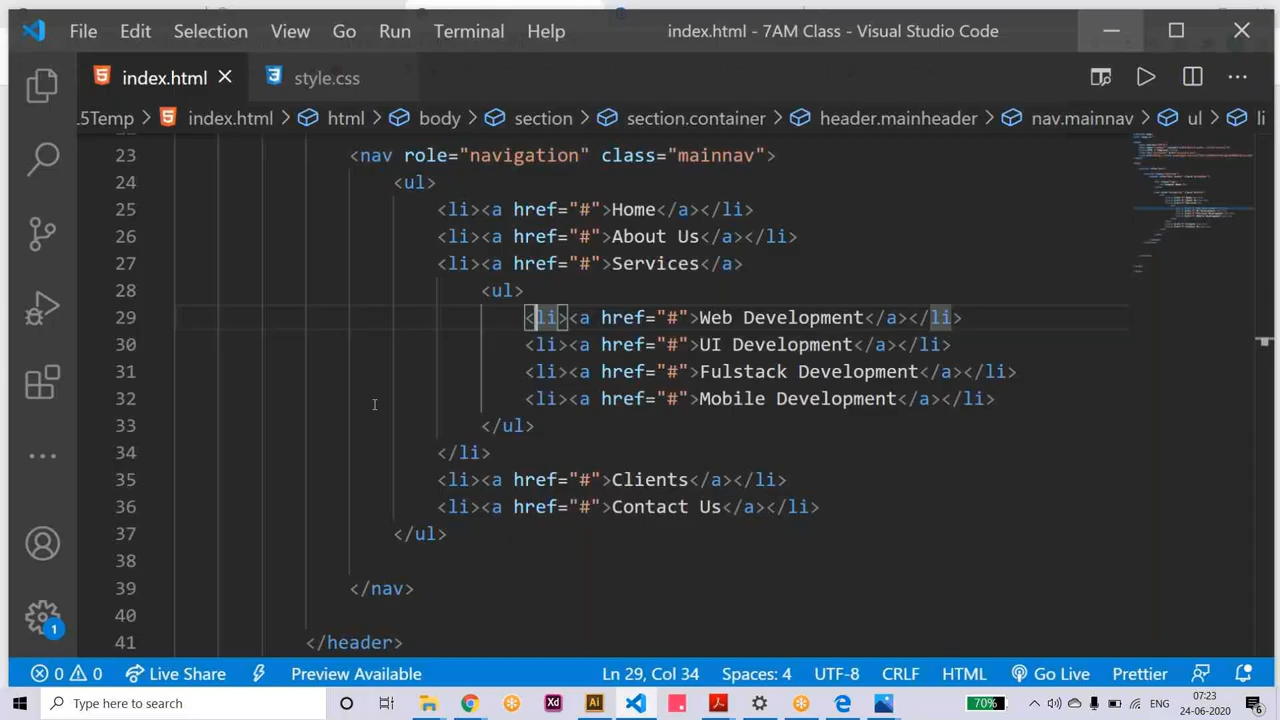 File Edit Selection View Go Run Terminal Help index.html - 7AM Class - Visual Studio Code
index.html style.css
.5Temp > index.html > html > body > section > section.container > header.mainheader > nav.mainnav > ul > li
23 <nav role="navigation" class="mainnav">
24 <ul>
25 <li><a href="#">Home</a></li>
26 <li><a href="#">About Us</a></li>
27 <li><a href="#">Services</a>
28 <ul>
29 <li><a href="#">Web Development</a></li>
30 <li><a href="#">UI Development</a></li>
31 <li><a href="#">Fulstack Development</a></li>
32 <li><a href="#">Mobile Development</a></li>
33 </ul>
34 </li>
35 <li><a href="#">Clients</a></li>
36 <li><a href="#">Contact Us</a></li>
37 </ul>
38
39 </nav>
40
41 </header>
1
0 0 Live Share Preview Available Ln 29, Col 34 Spaces: 4 UTF-8 CRLF HTML Go Live Prettier
Type here to search Xd Ai 70% ENG 07:23
24-06-2020 6